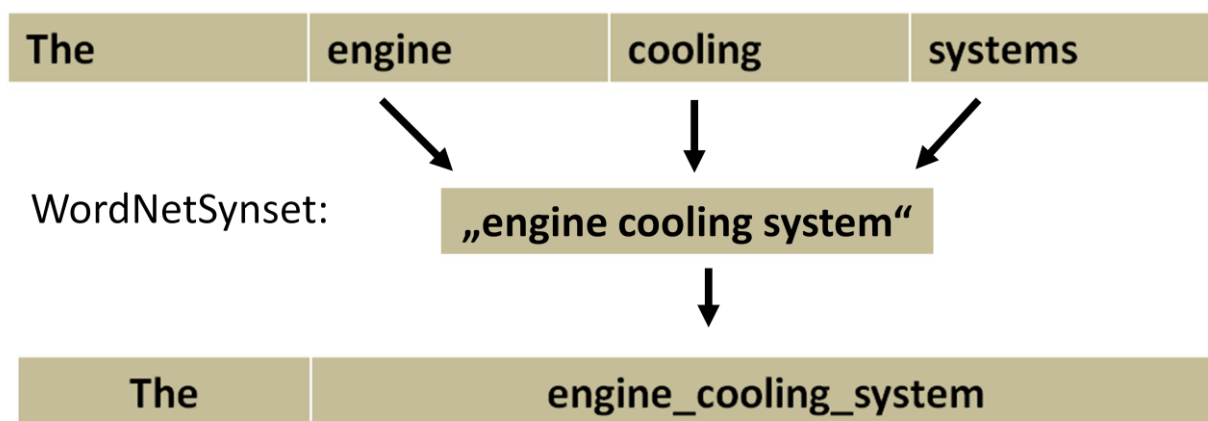 The engine cooling systems
WordNetSynset: „engine cooling system“
The engine_cooling_system